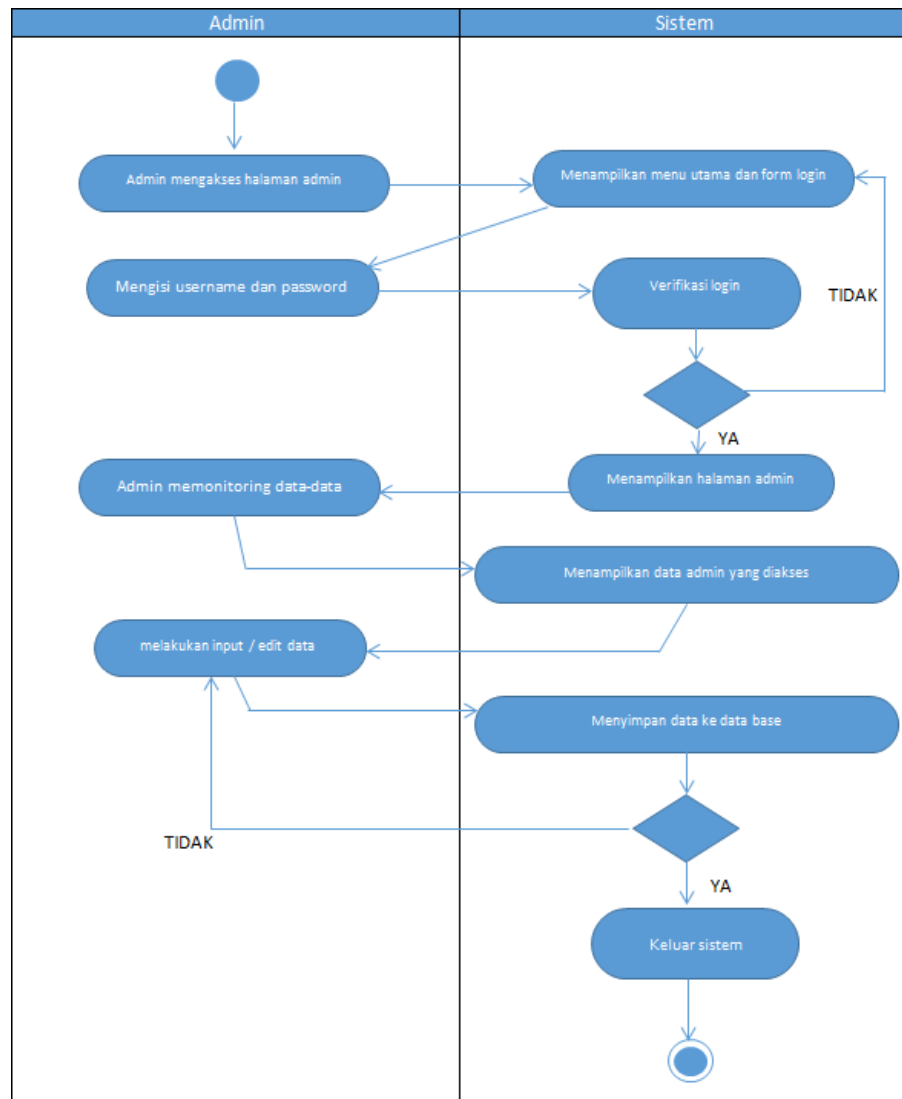 Admin
Sistem
Admin mengakses halaman admin
Menampilkan menu utama dan form login
Mengisi username dan password
Verifikasi login
TIDAK
YA
Admin memonitoring data-data
Menampilkan halaman admin
Menampilkan data admin yang diakses
melakukan input / edit data
Menyimpan data ke data base
TIDAK
YA
Keluar sistem